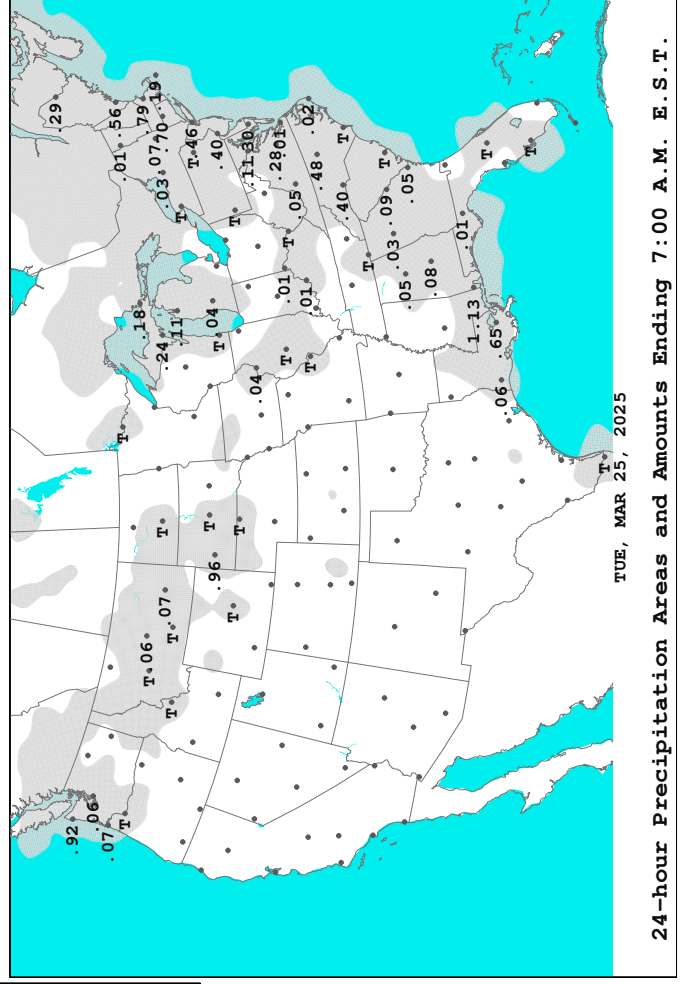 .29
.92
.06
.07
.56
.01
T
T
.18
.79
T .06
.07
.19
.24
.70
T
.03
.07
T
T
.11
T
.46
T
T
.04
.96
.40
T
T
T
T
.11 .30
.04
.28
.01
.01
T
T
.05
.01
.02
T
.48
.40
T
T
T
.09
.03
.05
.05
.08
.01
1.13
T
.65
.06
T
T
TUE, MAR 25, 2025
24-hour Precipitation Areas and Amounts Ending 7:00 A.M. E.S.T.